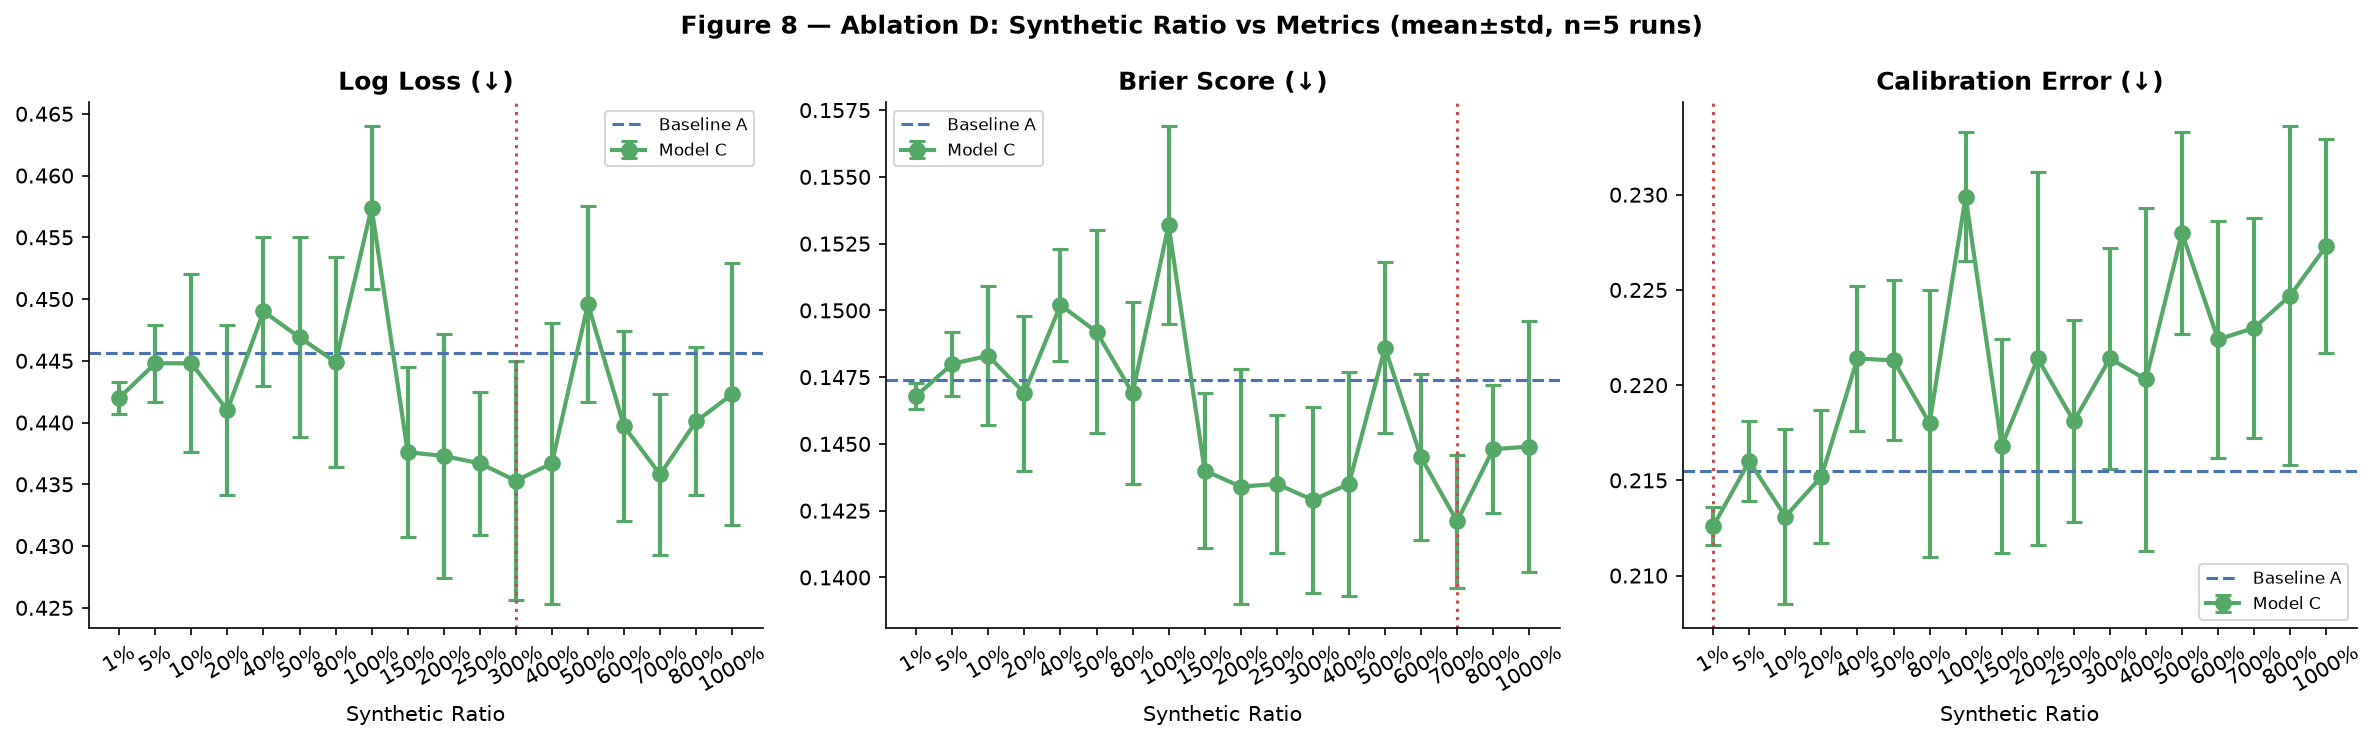 Figure 8 — Ablation D: Synthetic Ratio vs Metrics (mean±std, n=5 runs)
Log Loss (↓)
0.465
0.460
0.455
0.450
0.445
0.440
0.435
0.430
0.425
Baseline A
Model C
1% 5% 10% 20% 40% 50% 80% 100% 150% 200% 250% 300% 400% 500% 600% 700% 800% 1000%
Synthetic Ratio
Brier Score (↓)
0.1575
0.1550
0.1525
0.1500
0.1475
0.1450
0.1425
0.1400
Baseline A
Model C
1% 5% 10% 20% 40% 50% 80% 100% 150% 200% 250% 300% 400% 500% 600% 700% 800% 1000%
Synthetic Ratio
Calibration Error (↓)
0.230
0.225
0.220
0.215
0.210
Baseline A
Model C
1% 5% 10% 20% 40% 50% 80% 100% 150% 200% 250% 300% 400% 500% 600% 700% 800% 1000%
Synthetic Ratio